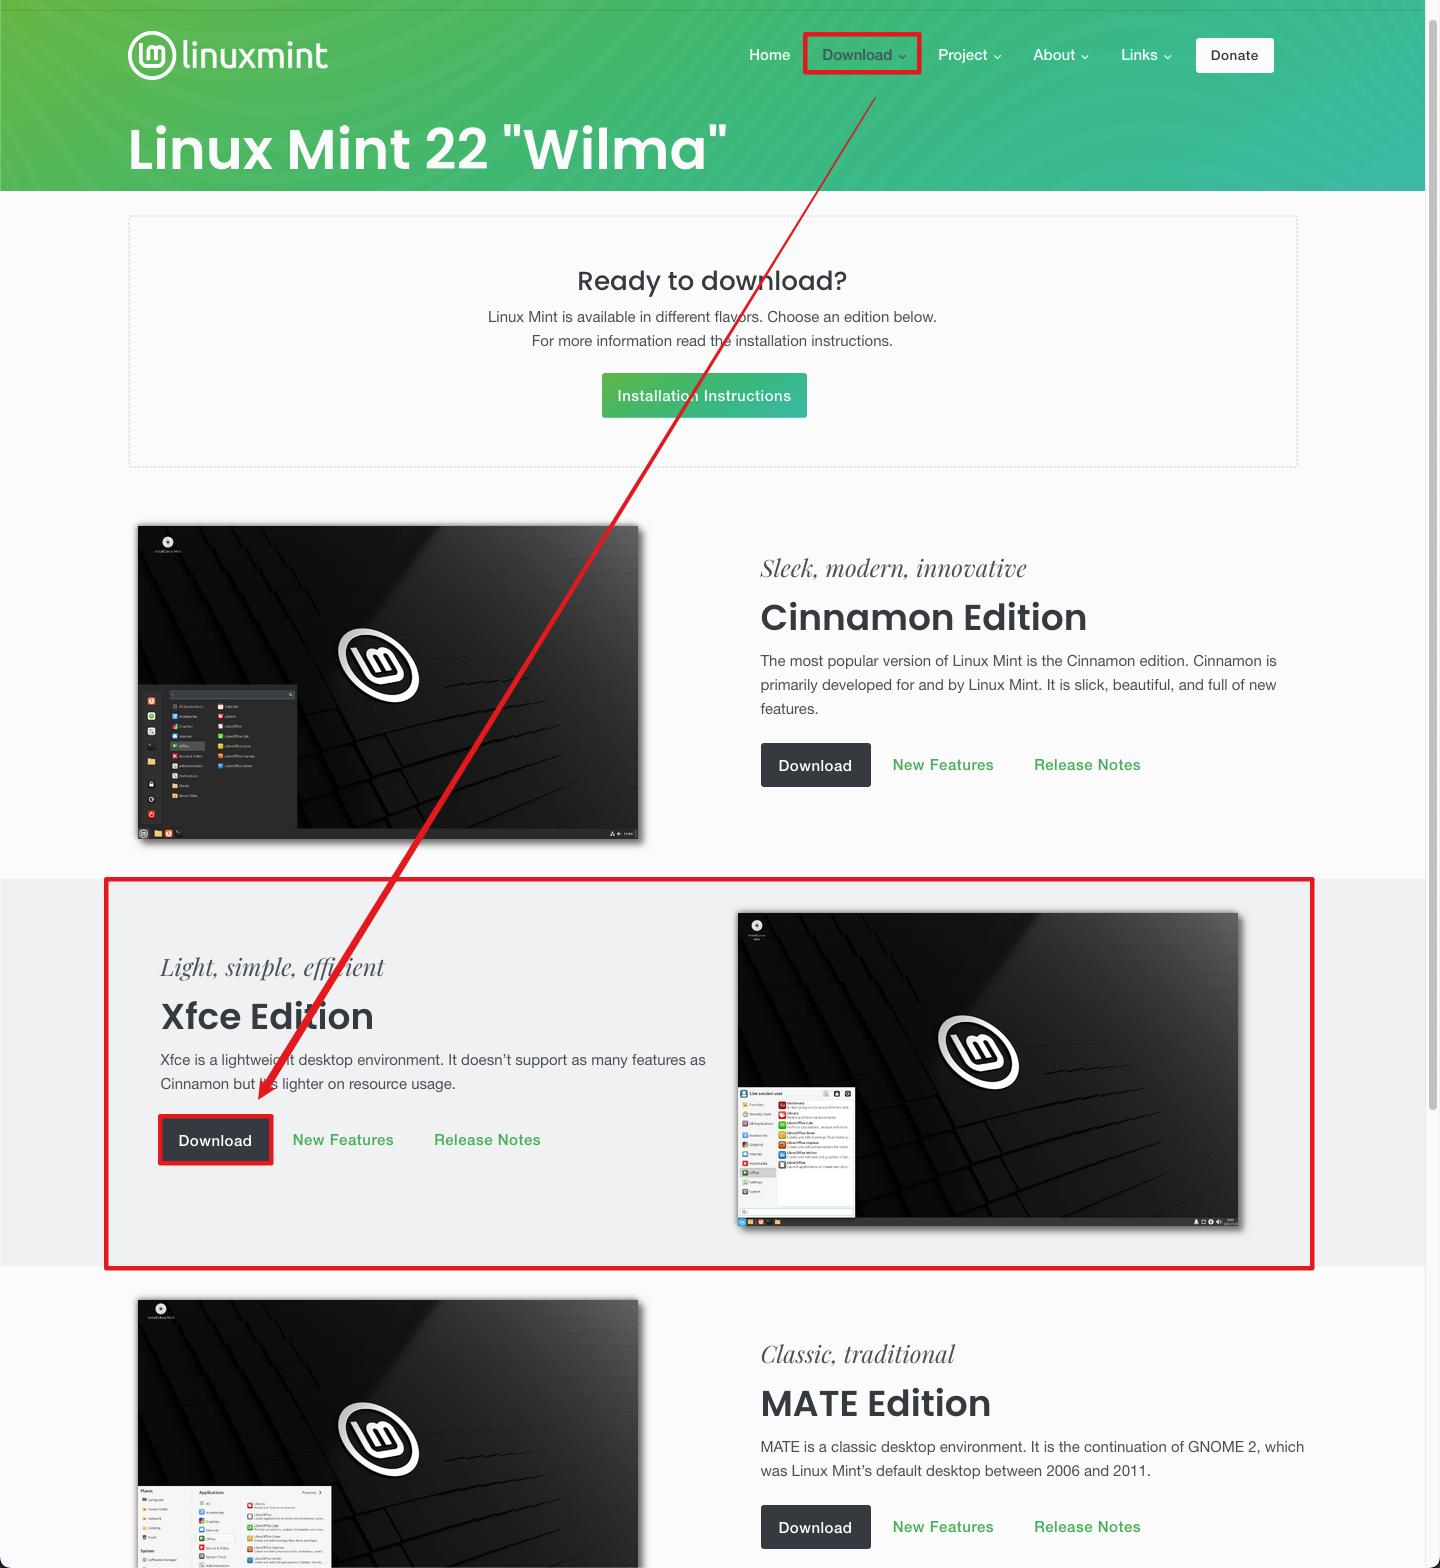 linuxmint
Home Download Project About Links Donate
Linux Mint 22 "Wilma"
Ready to download?
Linux Mint is available in different flavors. Choose an edition below.
For more information read the installation instructions.
Installation Instructions
Sleek, modern, innovative
Cinnamon Edition
The most popular version of Linux Mint is the Cinnamon edition. Cinnamon is
primarily developed for and by Linux Mint. It is slick, beautiful, and full of new
features.
Download New Features Release Notes
Light, simple, efficient
Xfce Edition
Xfce is a lightweight desktop environment. It doesn't support as many features as
Cinnamon but it's lighter on resource usage.
Download New Features Release Notes
Live session user
Classic, traditional
MATE Edition
MATE is a classic desktop environment. It is the continuation of GNOME 2, which
was Linux Mint's default desktop between 2006 and 2011.
Download New Features Release Notes
Places
Applications